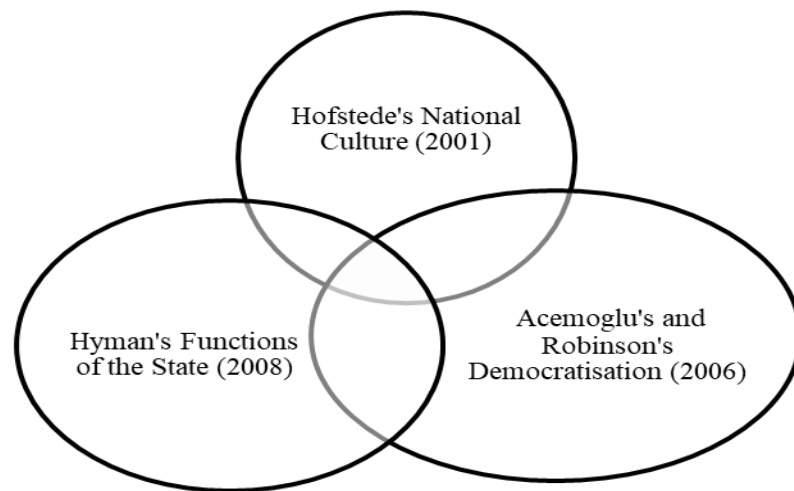 Hofstede's National
Culture (2001)
Hyman's Functions
of the State (2008)
Acemoglu's and
Robinson's
Democratisation (2006)